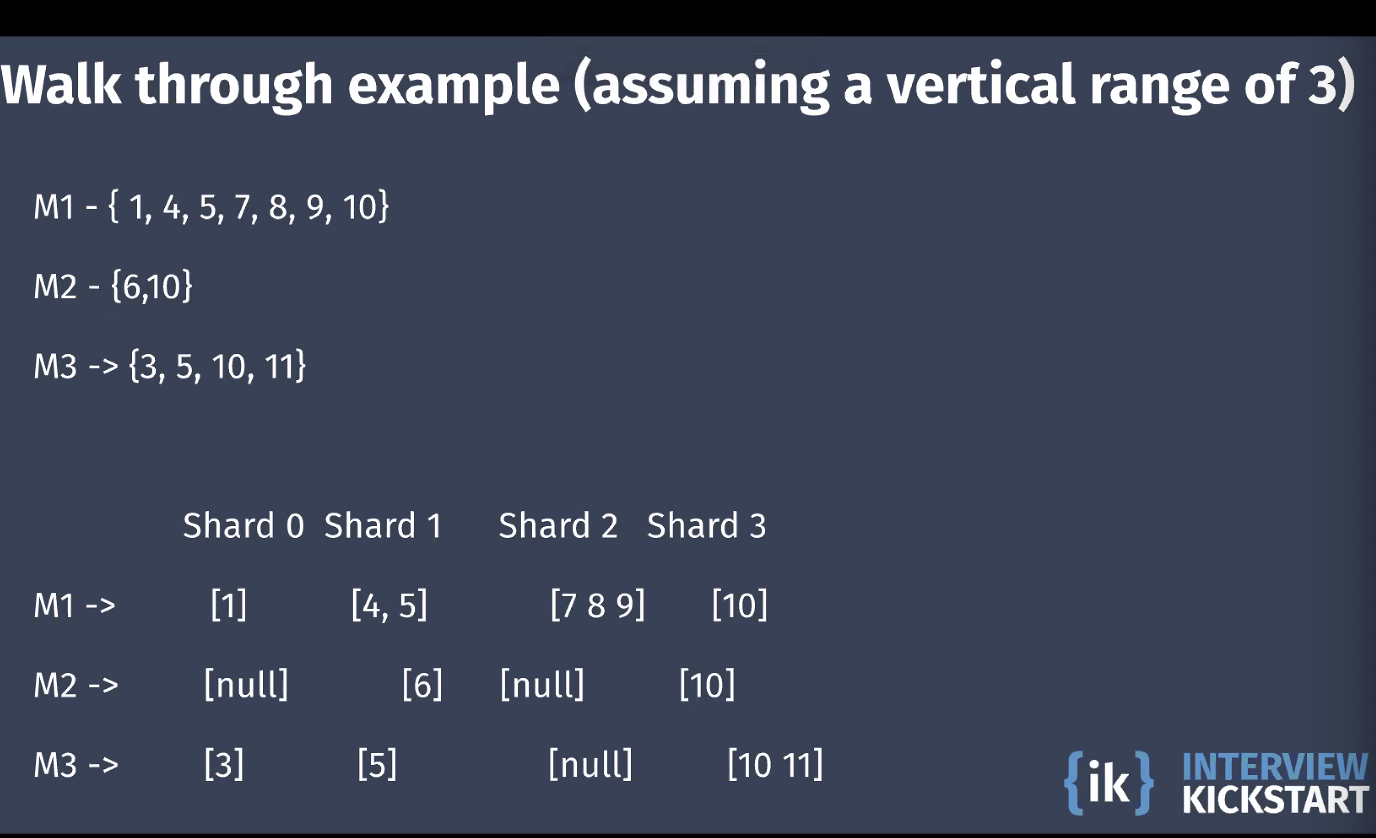 Walk through example (assuming a vertical range of 3)
M1 - { 1, 4, 5, 7, 8, 9, 10}
M2 - {6,10}
M3 -> {3, 5, 10, 11}
Shard 0 Shard 1 Shard 2 Shard 3
M1 -> [1] [4, 5] [7 8 9] [10]
M2 -> [null] [6] [null] [10]
M3 -> [3] [5] [null] [10 11]
{ik} INTERVIEW
KICKSTART